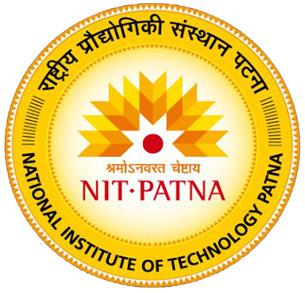 राष्ट्रीय प्रौद्योगिकी संस्थान पटना
श्रमोऽनवरत चेष्टाय
NIT·PATNA
NATIONAL INSTITUTE OF TECHNOLOGY PATNA